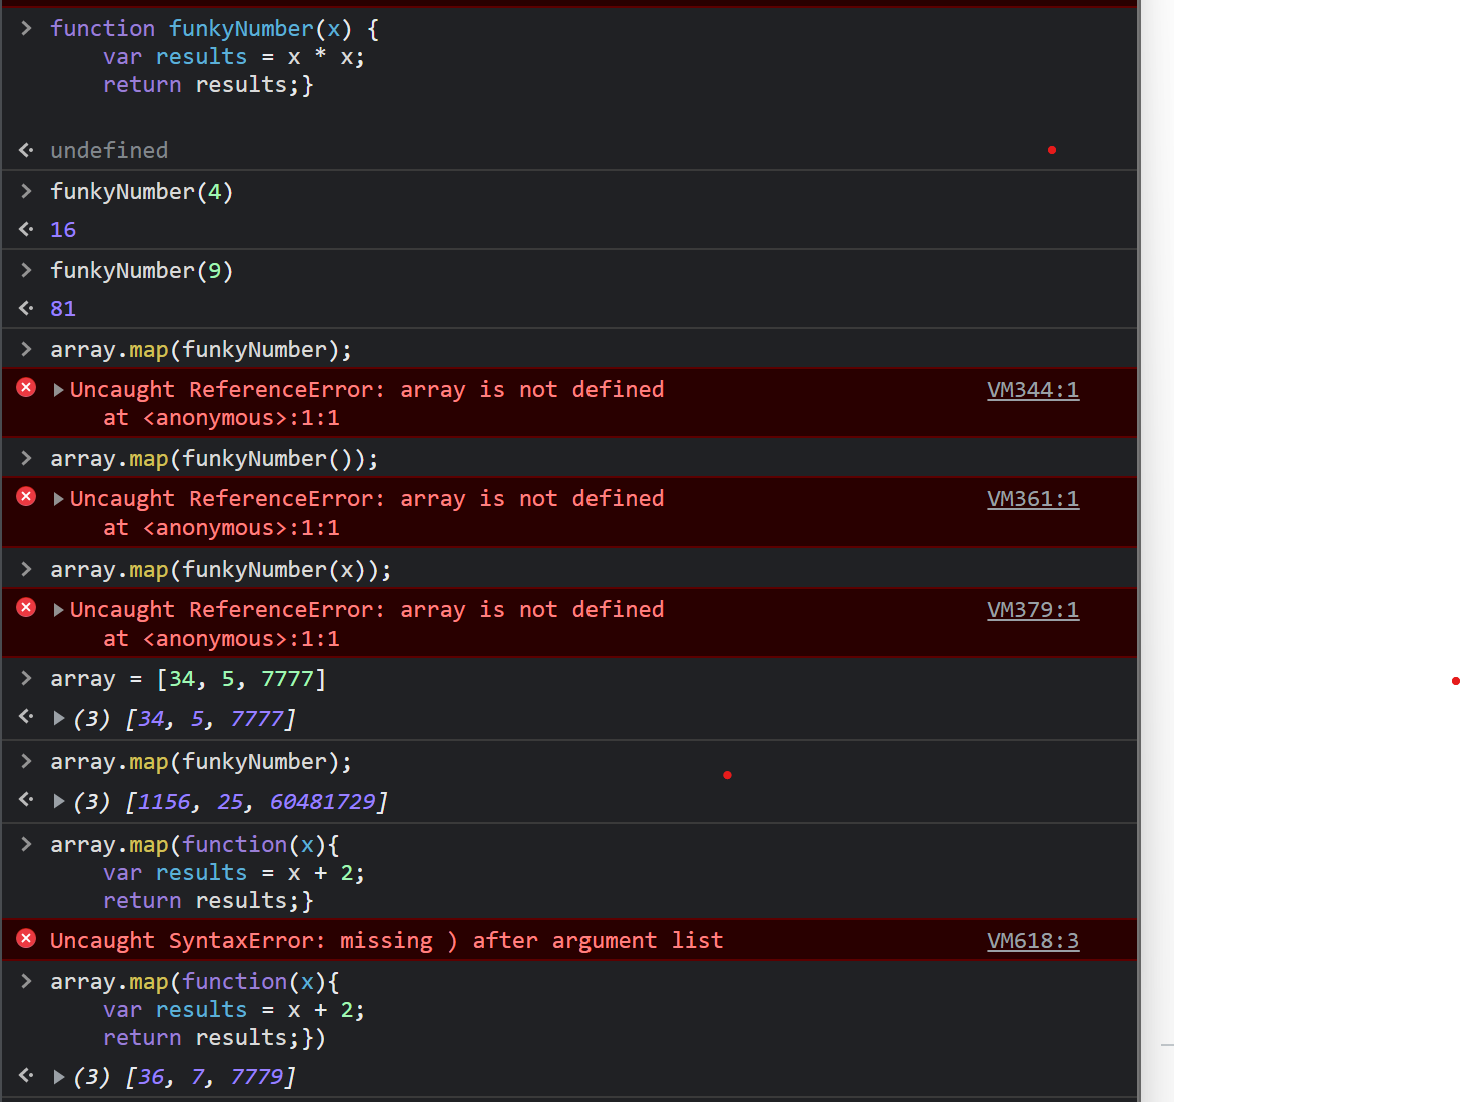 > function funkyNumber(x) {
var results = x * x;
return results;}
undefined
> funkyNumber(4)
16
> funkyNumber(9)
81
> array.map(funkyNumber);
Uncaught ReferenceError: array is not defined VM344:1
at <anonymous>:1:1
> array.map(funkyNumber());
Uncaught ReferenceError: array is not defined VM361:1
at <anonymous>:1:1
> array.map(funkyNumber(x));
Uncaught ReferenceError: array is not defined VM379:1
at <anonymous>:1:1
> array = [34, 5, 7777]
(3) [34, 5, 7777]
> array.map(funkyNumber);
(3) [1156, 25, 60481729]
> array.map(function(x){
var results = x + 2;
return results;}
Uncaught SyntaxError: missing ) after argument list VM618:3
> array.map(function(x){
var results = x + 2;
return results;})
(3) [36, 7, 7779]